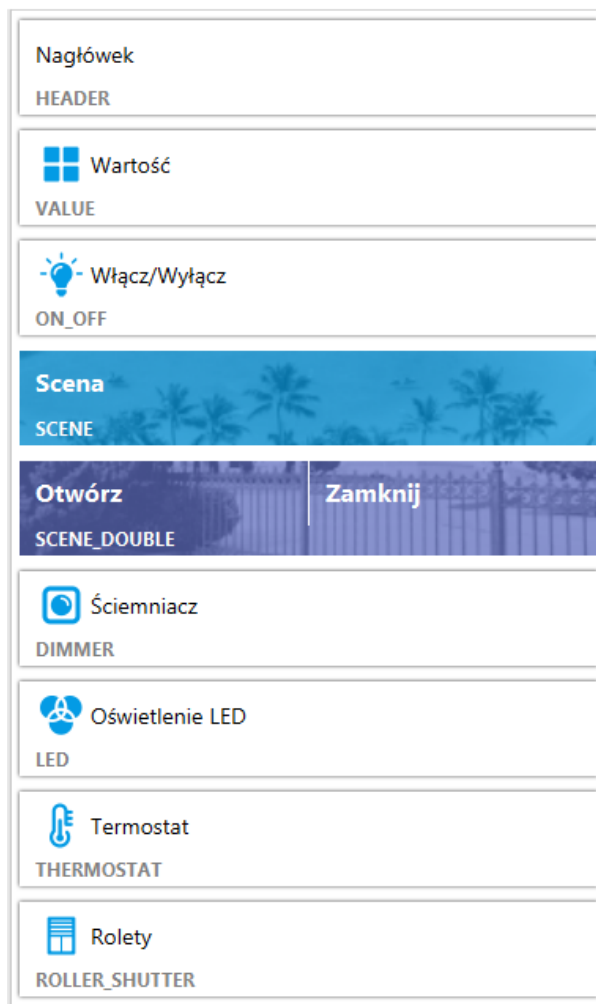 Nagłówek
HEADER
Wartość
VALUE
Włącz/Wyłącz
ON_OFF
Scena
SCENE
Otwórz Zamknij
SCENE_DOUBLE
Ściemniacz
DIMMER
Oświetlenie LED
LED
Termostat
THERMOSTAT
Rolety
ROLLER_SHUTTER